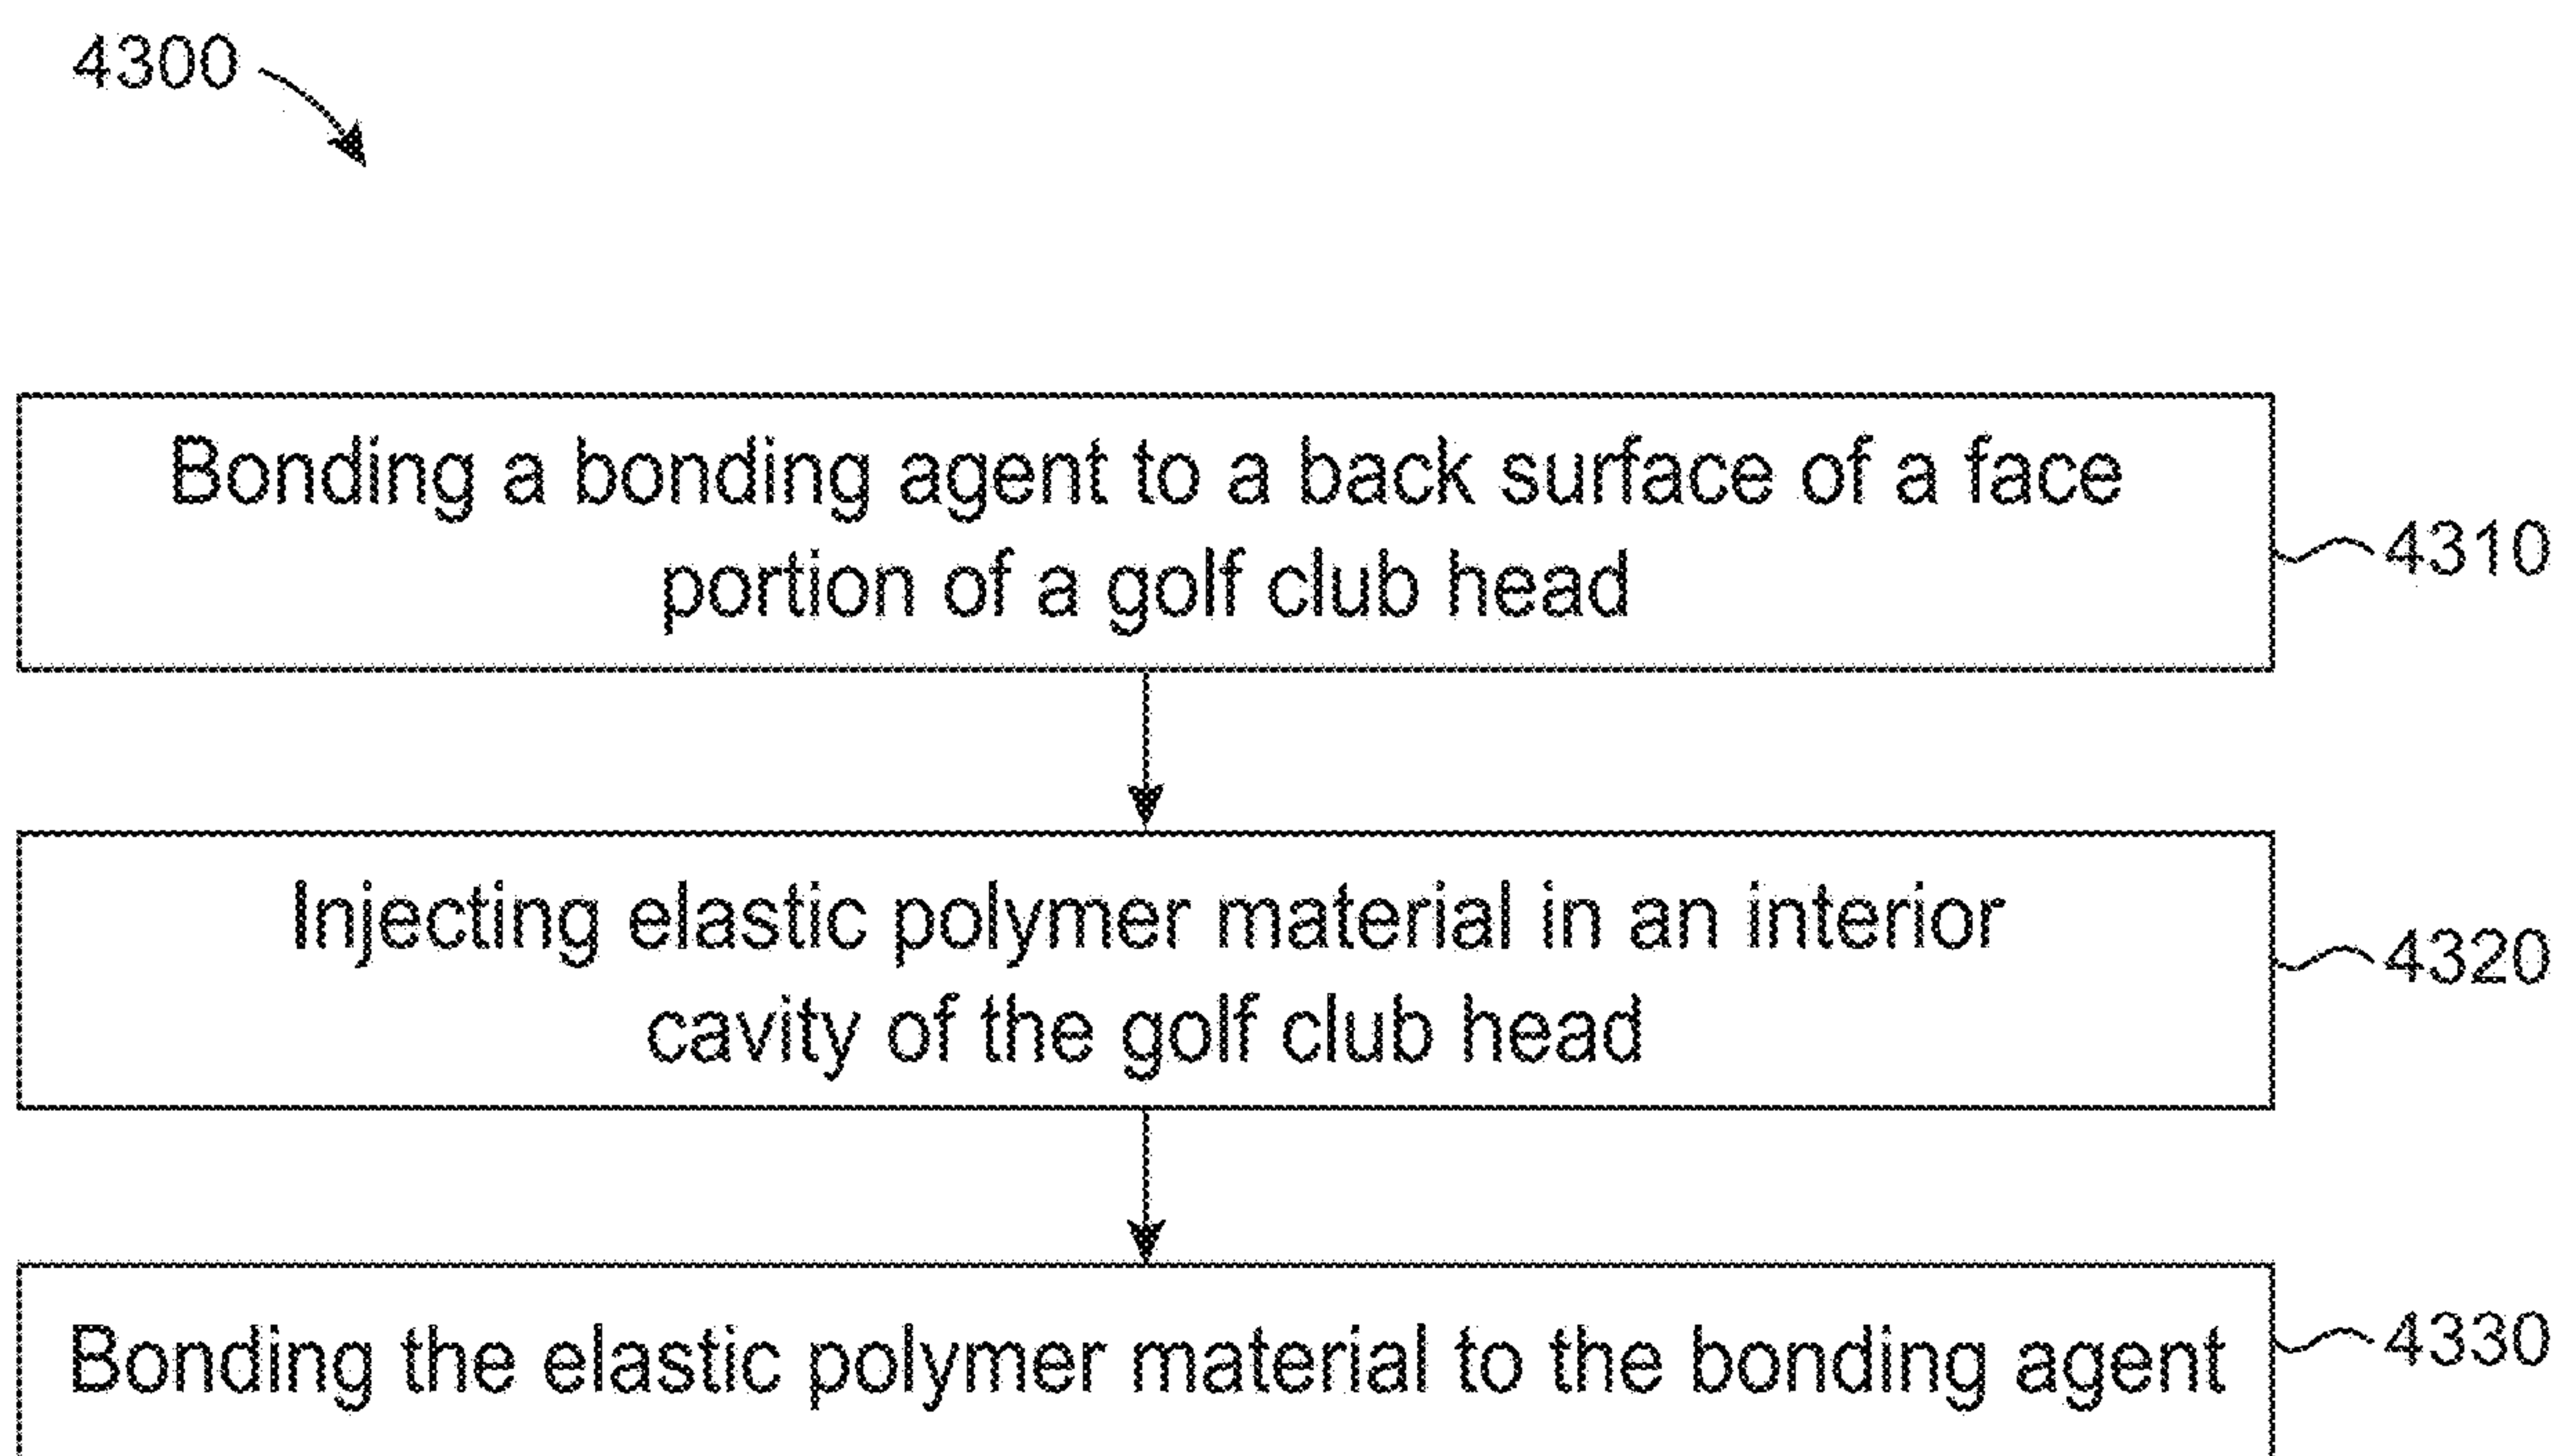 4300
Bonding a bonding agent to a back surface of a face
portion of a golf club head
4310
Injecting elastic polymer material in an interior
cavity of the golf club head
4320
Bonding the elastic polymer material to the bonding agent
4330